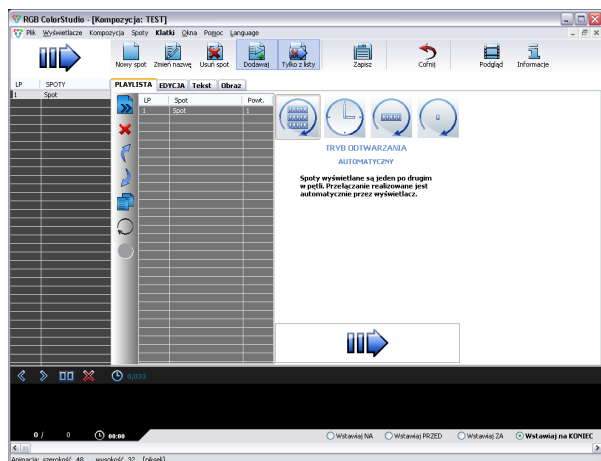 RGB ColorStudio - [Kompozycja: TEST]
Plik Wyświetlacze Kompozycja Spoty Klatki Okna Pomoc Language
Nowy spot Zmień nazwę Usuń spot Dodawaj Tylko z listy Zapisz Cofnij Podgląd Informacje
LP SPOTY
1 Spot
PLAYLISTA EDYCJA Tekst Obraz
LP Spot Powt.
1 Spot 1
TRYB ODTWARZANIA
AUTOMATYCZNY
Spoty wyświetlane są jeden po drugim
w pętli. Przełączanie realizowane jest
automatycznie przez wyświetlacz.
0,033
0 / 0 00:00 Wstawiaj NA Wstawiaj PRZED Wstawiaj ZA Wstawiaj na KONIEC
Animacja: szerokość 48 wysokość 32 [pikseli]